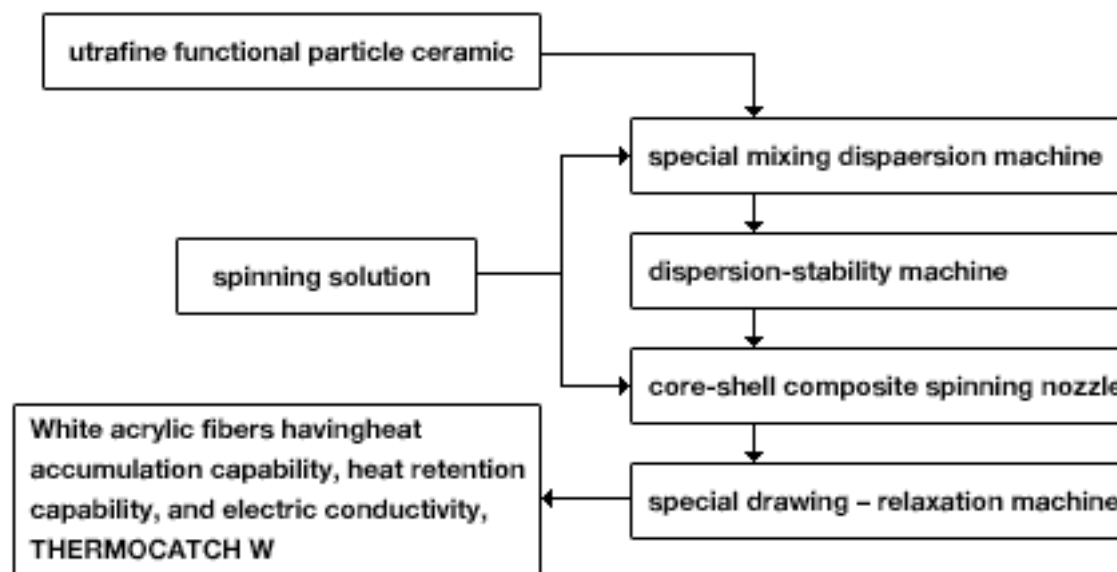 utrafine functional particle ceramic
special mixing dispaersion machine
spinning solution
dispersion-stability machine
core-shell composite spinning nozzle
White acrylic fibers havingheat
accumulation capability, heat retention
capability, and electric conductivity,
THERMOCATCH W
special drawing – relaxation machine